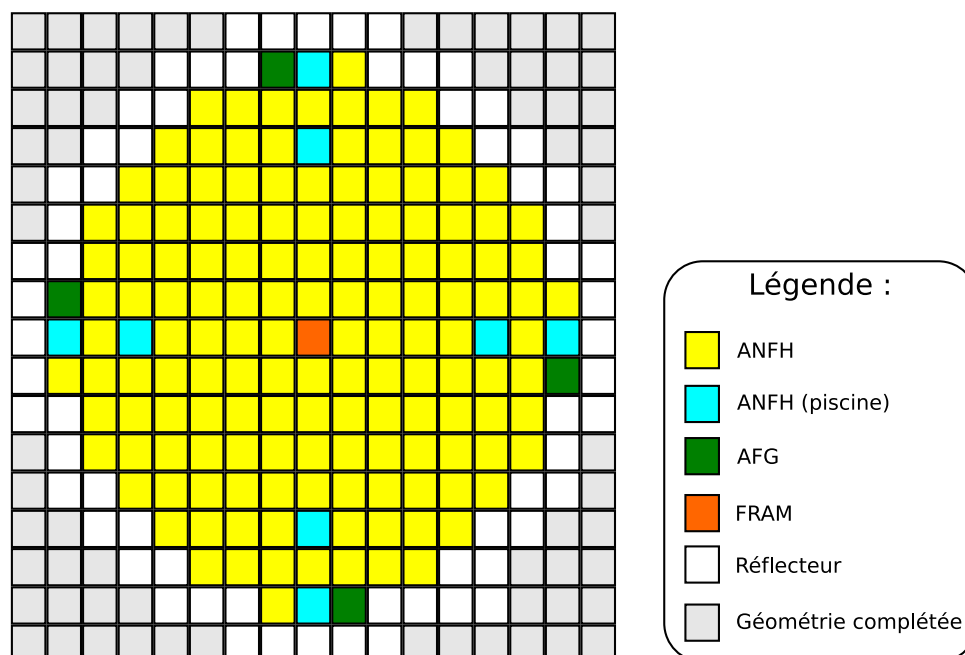 Légende :
ANFH
ANFH (piscine)
AFG
FRAM
Réflecteur
Géométrie complétée